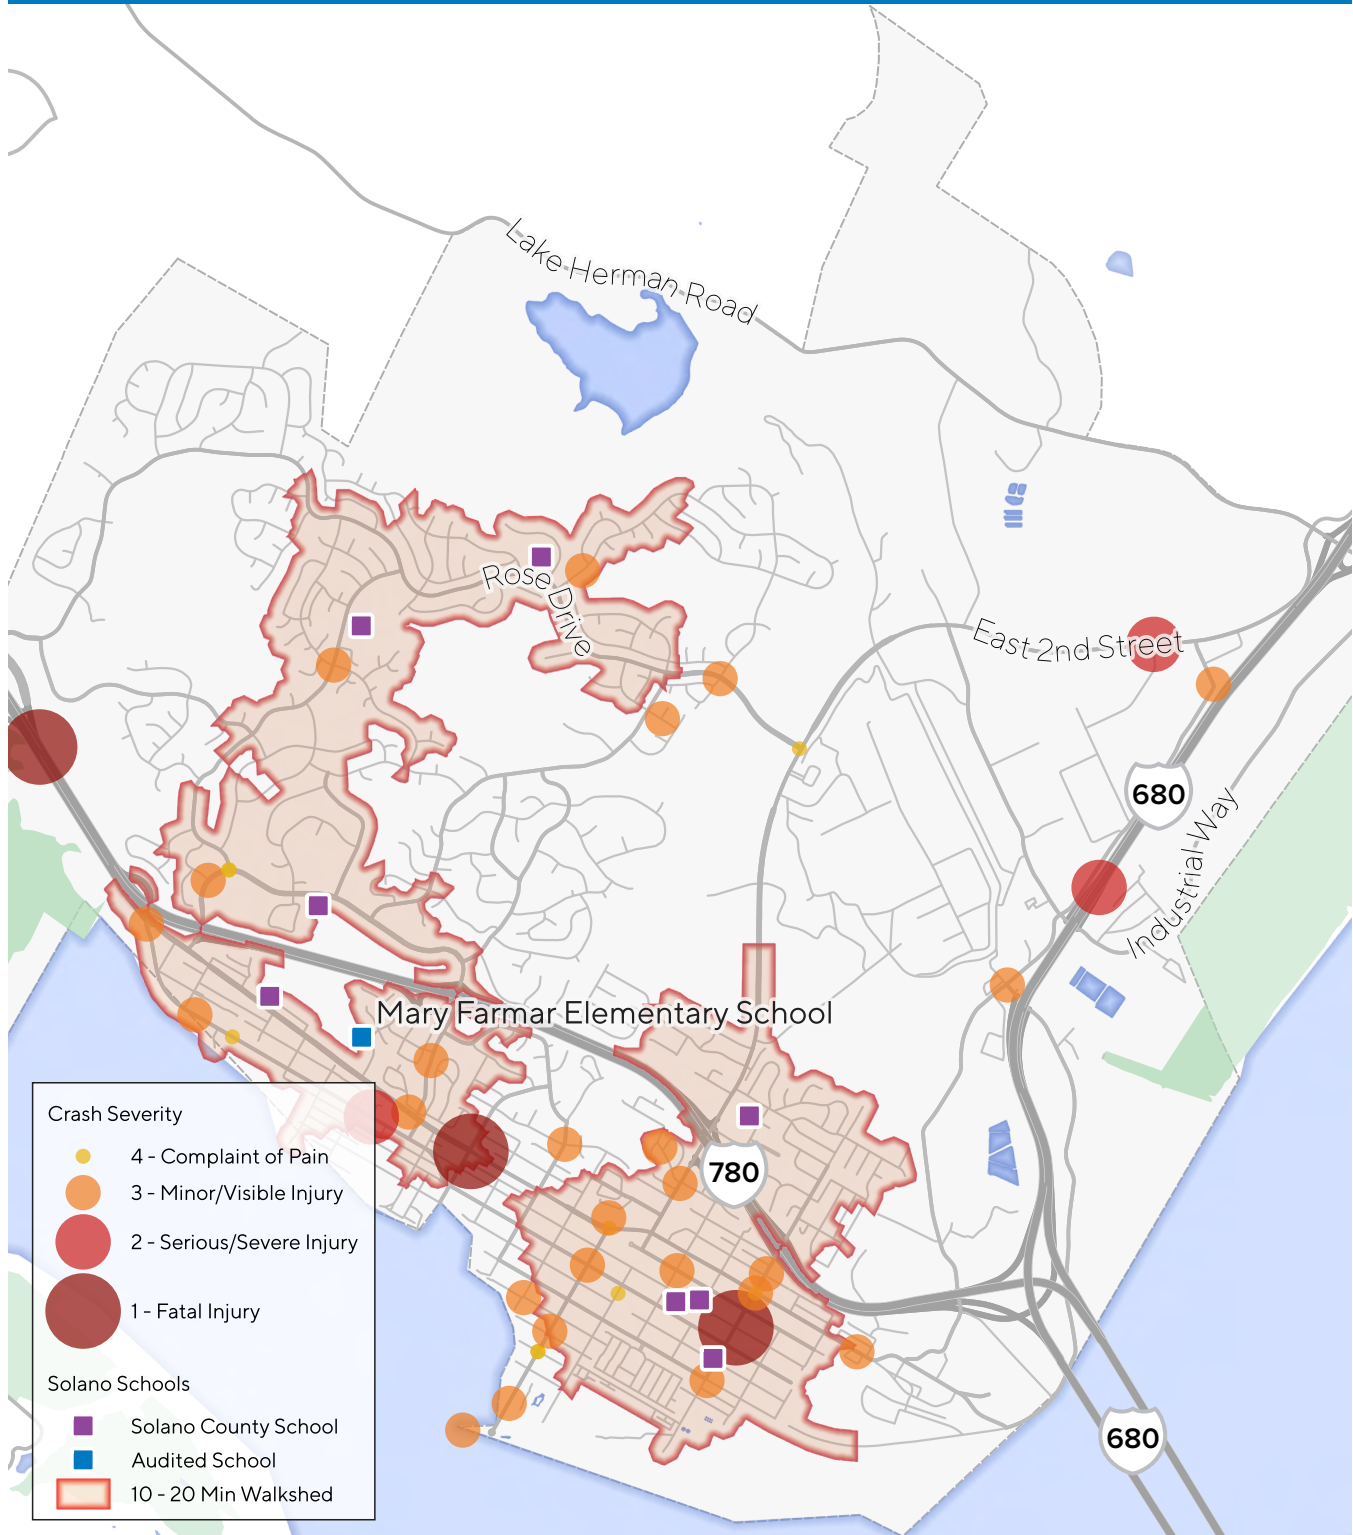 Lake Herman Road
Rose Drive
East 2nd Street
680
Industrial Way
Mary Farmar Elementary School
780
Crash Severity
4 - Complaint of Pain
3 - Minor/Visible Injury
2 - Serious/Severe Injury
1 - Fatal Injury
Solano Schools
Solano County School
Audited School
10 - 20 Min Walkshed
680